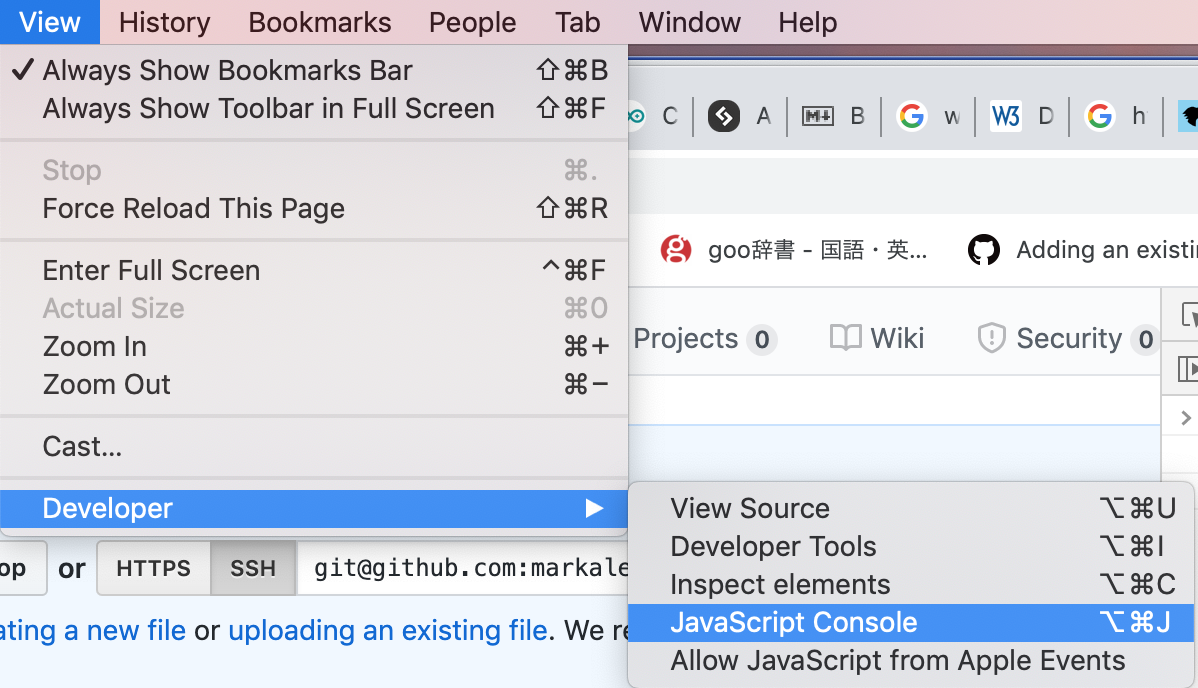 View History Bookmarks People Tab Window Help
✓ Always Show Bookmarks Bar ⇧⌘B
Always Show Toolbar in Full Screen ⇧⌘F
C A B w W3 D h
Stop ⌘.
Force Reload This Page ⇧⌘R
goo辞書 - 国語・英... Adding an existi
Enter Full Screen ^⌘F
Actual Size ⌘0
Zoom In ⌘+
Zoom Out ⌘−
Projects 0 Wiki Security 0
Cast...
Developer ▶
View Source ⌥⌘U
Developer Tools ⌥⌘I
Inspect elements ⌥⌘C
JavaScript Console ⌥⌘J
Allow JavaScript from Apple Events
op or HTTPS SSH git@github.com:markale
ating a new file or uploading an existing file. We re